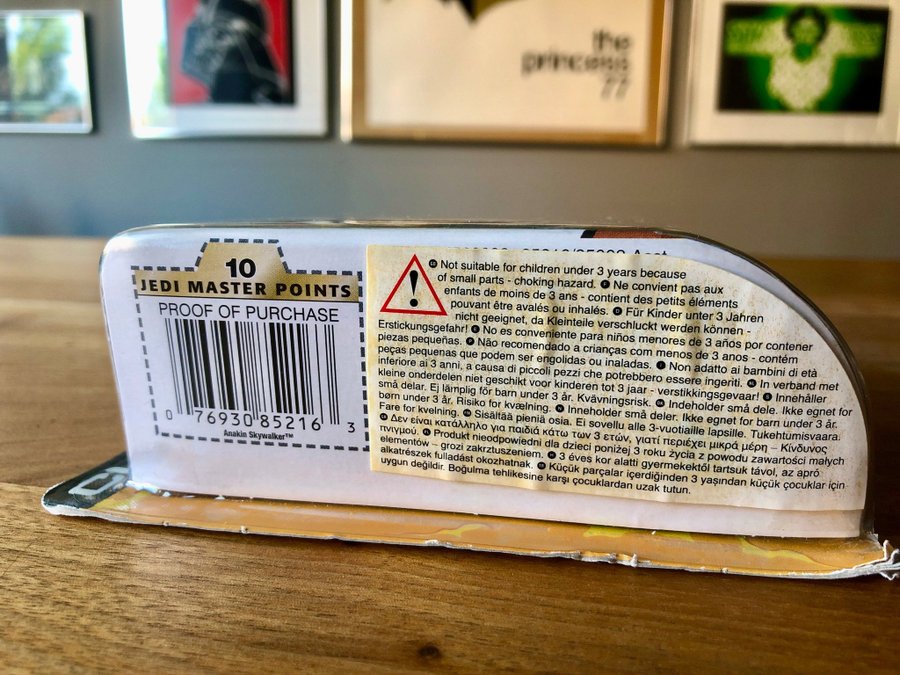 the
princess
77
10
JEDI MASTER POINTS
PROOF OF PURCHASE
0 76930 85216 3
Anakin Skywalker™
Not suitable for children under 3 years because
of small parts - choking hazard. Ne convient pas aux
enfants de moins de 3 ans - contient des petits éléments
pouvant être avalés ou inhalés. Für Kinder unter 3 Jahren
nicht geeignet, da Kleinteile verschluckt werden können -
Erstickungsgefahr! No es conveniente para niños menores de 3 años por contener
piezas pequeñas. Não recomendado a crianças com menos de 3 anos - contém
peças pequenas que podem ser engolidas ou inaladas. Non adatto ai bambini di età
inferiore ai 3 anni, a causa di piccoli pezzi che potrebbero essere ingeriti. In verband met
kleine onderdelen niet geschikt voor kinderen tot 3 jaar - verstikkingsgevaar! Innehåller
små delar. Ej lämplig för barn under 3 år. Kvävningsrisk. Indeholder små dele. Ikke egnet for
børn under 3 år. Risiko for kvælning. Inneholder små deler. Ikke egnet for barn under 3 år.
Fare for kvelning. Sisältää pieniä osia. Ei sovellu alle 3-vuotiaille lapsille. Tukehtumisvaara.
Δεν είναι κατάλληλο για παιδιά κάτω των 3 ετών, γιατί περιέχει μικρά μέρη – Κίνδυνος
πνιγμού. Produkt nieodpowiedni dla dzieci poniżej 3 roku życia z powodu zawartości małych
elementów – grozi zakrztuszeniem. 3 éves kor alatti gyermekektől tartsuk távol, az apró
alkatrészek fulladást okozhatnak. Küçük parçalar içerdiğinden 3 yaşından küçük çocuklar için
uygun değildir. Boğulma tehlikesine karşı çocuklardan uzak tutun.